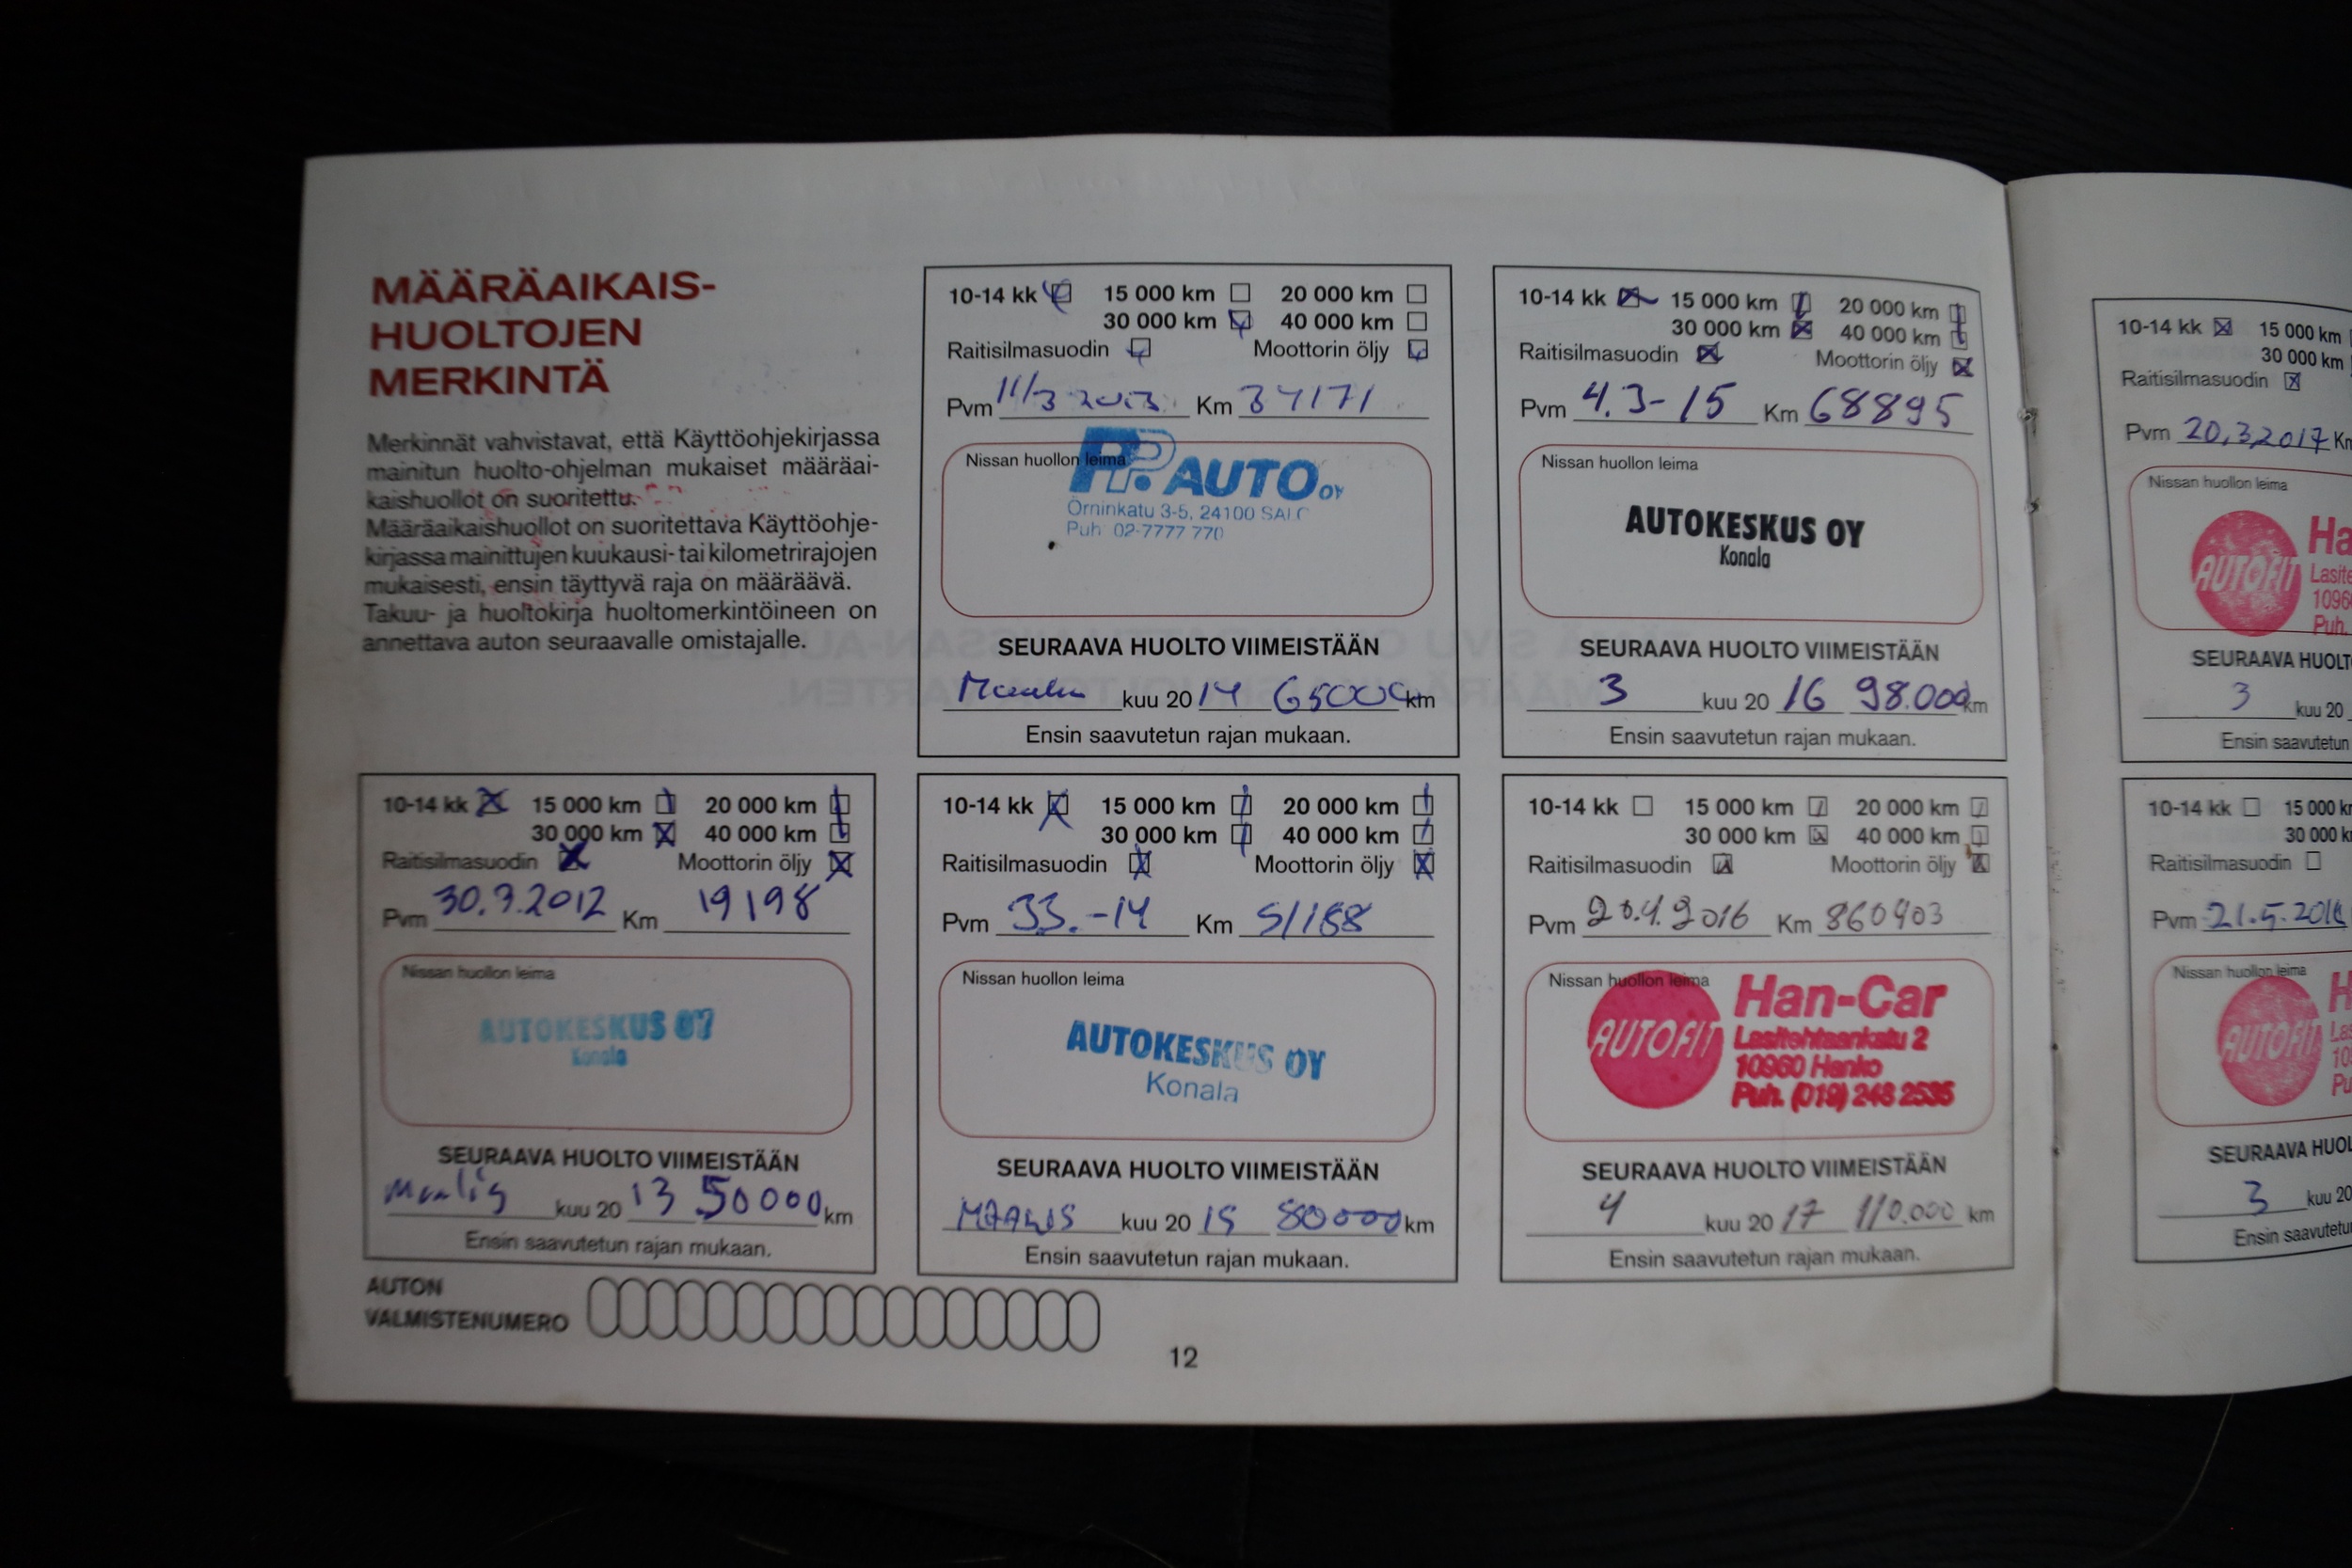 MÄÄRÄAIKAIS-
HUOLTOJEN
MERKINTÄ
Merkinnät vahvistavat, että Käyttöohjekirjassa
mainitun huolto-ohjelman mukaiset määräai-
kaishuollot on suoritettu.
Määräaikaishuollot on suoritettava Käyttöohje-
kirjassa mainittujen kuukausi- tai kilometrirajojen
mukaisesti, ensin täyttyvä raja on määräävä.
Takuu- ja huoltokirja huoltomerkintöineen on
annettava auton seuraavalle omistajalle.
10-14 kk 15 000 km 20 000 km
30 000 km 40 000 km
Raitisilmasuodin Moottorin öljy
Pvm 30.3.2012 Km 19198
Nissan huollon leima
AUTOKESKUS OY
Konala
SEURAAVA HUOLTO VIIMEISTÄÄN
kuu 20 13 50000 km
Ensin saavutetun rajan mukaan.
AUTON
VALMISTENUMERO
10-14 kk 15 000 km 20 000 km
30 000 km 40 000 km
Raitisilmasuodin Moottorin öljy
Pvm 11/3 2013 Km 34171
Nissan huollon leima
PP. AUTO OY
Örninkatu 3-5, 24100 SALO
Puh 02-7777 770
SEURAAVA HUOLTO VIIMEISTÄÄN
kuu 20 14 65000 km
Ensin saavutetun rajan mukaan.
10-14 kk 15 000 km 20 000 km
30 000 km 40 000 km
Raitisilmasuodin Moottorin öljy
Pvm 3.3.-14 Km 51188
Nissan huollon leima
AUTOKESKUS OY
Konala
SEURAAVA HUOLTO VIIMEISTÄÄN
kuu 20 15 80000 km
Ensin saavutetun rajan mukaan.
10-14 kk 15 000 km 20 000 km
30 000 km 40 000 km
Raitisilmasuodin Moottorin öljy
Pvm 4.3-15 Km 68895
Nissan huollon leima
AUTOKESKUS OY
Konala
SEURAAVA HUOLTO VIIMEISTÄÄN
3 kuu 20 16 98.000 km
Ensin saavutetun rajan mukaan.
10-14 kk 15 000 km 20 000 km
30 000 km 40 000 km
Raitisilmasuodin Moottorin öljy
Pvm 20.4.2016 Km 860403
Nissan huollon leima
AUTOFIT Han-Car
Lasitehtaankatu 2
10960 Hanko
Puh. (019) 248 2535
SEURAAVA HUOLTO VIIMEISTÄÄN
4 kuu 20 17 110.000 km
Ensin saavutetun rajan mukaan.
12
10-14 kk 15 000 km
30 000 km
Raitisilmasuodin
Pvm 20.3.2017
Nissan huollon leima
AUTOFIT Ha
Lasite
1096
Puh.
SEURAAVA HUOLT
3 kuu 20
Ensin saavutetun
10-14 kk 15 000
30 000
Raitisilmasuodin
Pvm
Nissan huollon leima
AUTOFIT H
SEURAAVA
3 kuu 20
Ensin